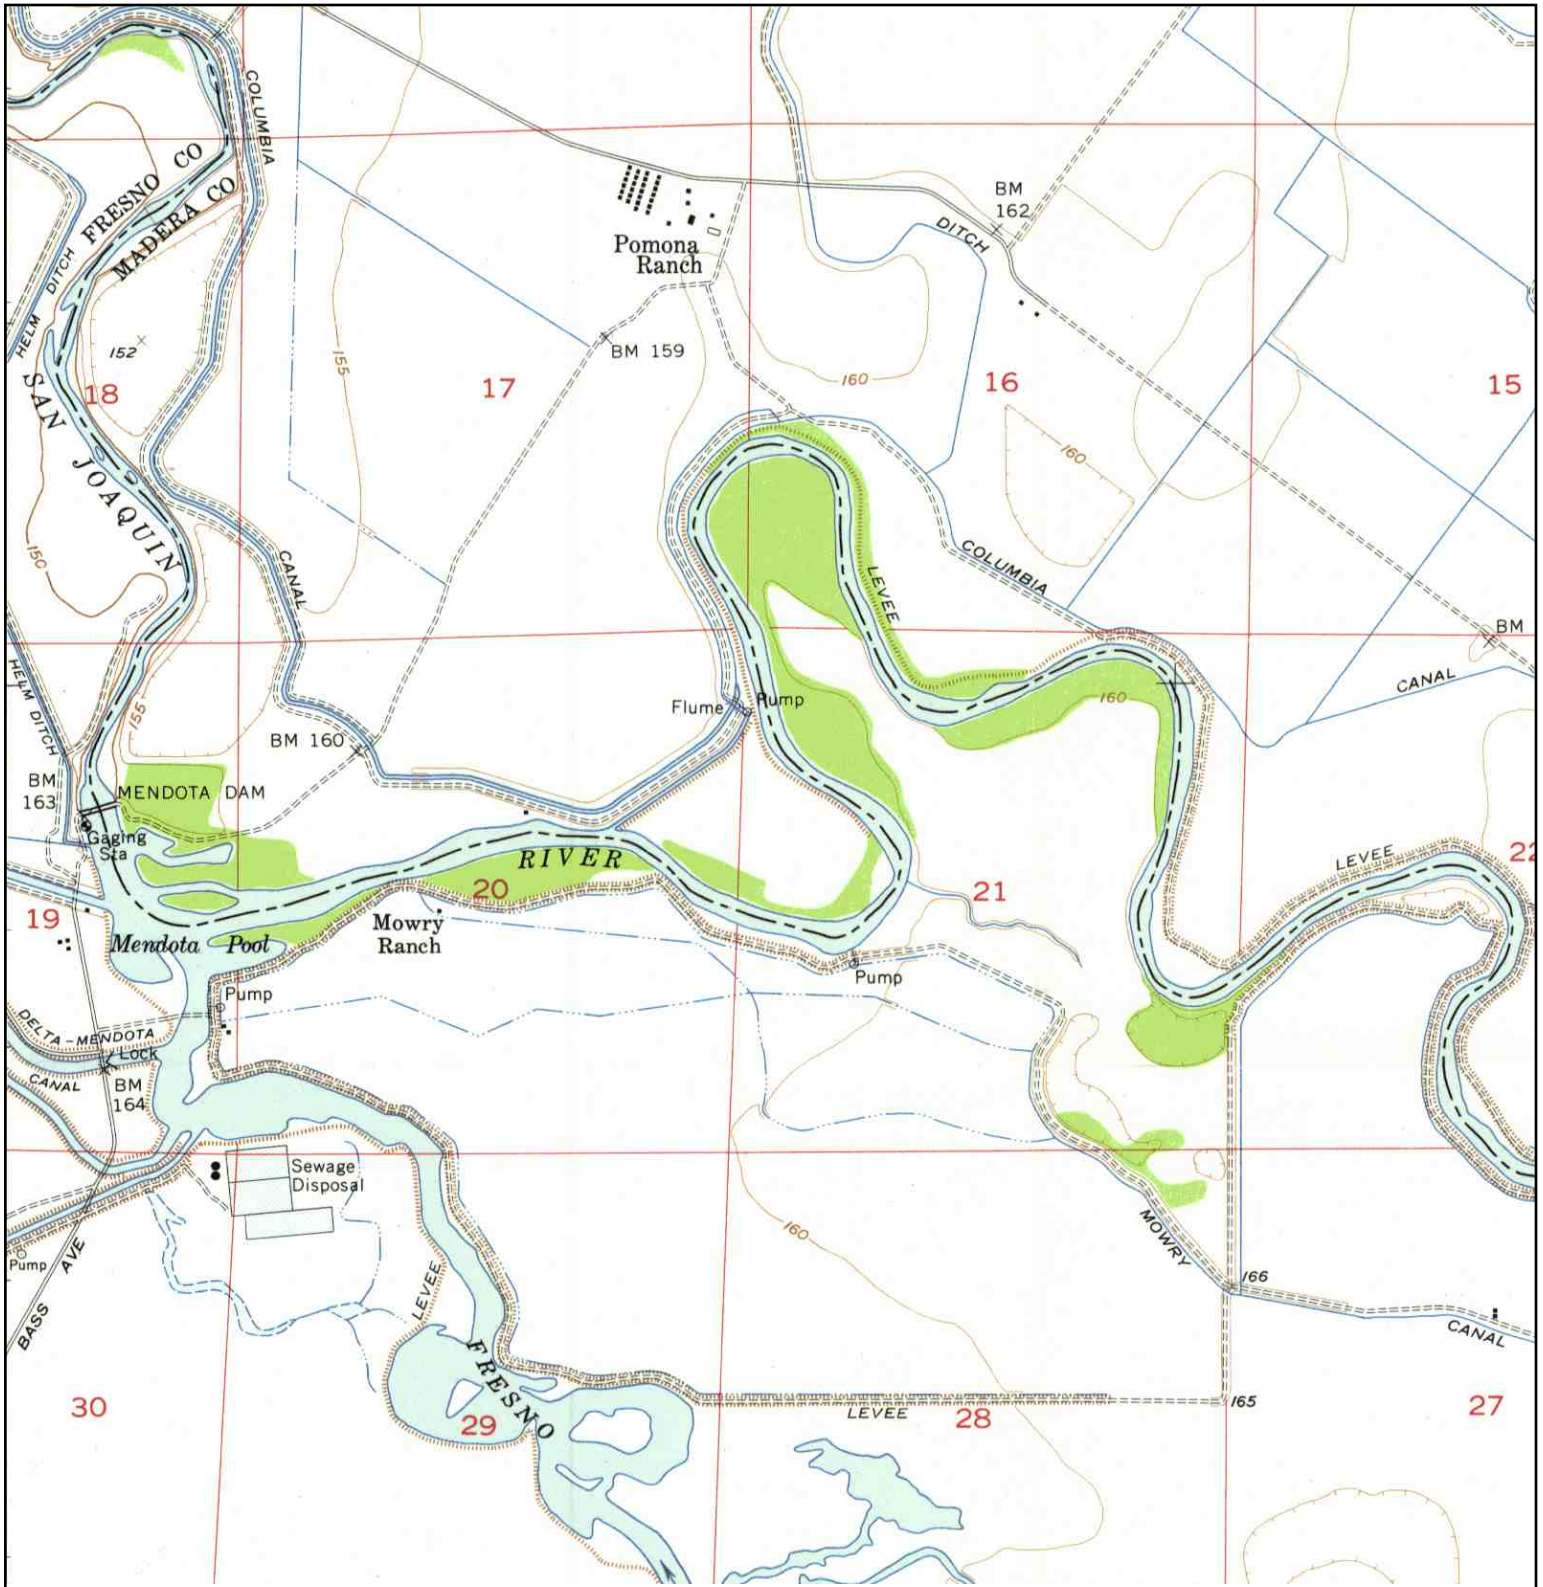 COLUMBIA
FRESNO CO
MADERA CO
HELM DITCH
152
155
Pomona
Ranch
BM
162
DITCH
BM 159
160
18
17
16
15
SAN JOAQUIN
150
160
CANAL
LEVEE
COLUMBIA
BM
CANAL
HELM DITCH
155
BM 160
Flume
Pump
160
BM
163
MENDOTA DAM
Gaging
Sta
RIVER
LEVEE
22
19
20
21
Mowry
Ranch
Mendota Pool
Pump
Pump
DELTA-MENDOTA
CANAL
Lock
BM
164
Sewage
Disposal
160
MOWRY
166
CANAL
Pump
BASS AVE
LEVEE
FRESNO
30
29
LEVEE
28
165
27